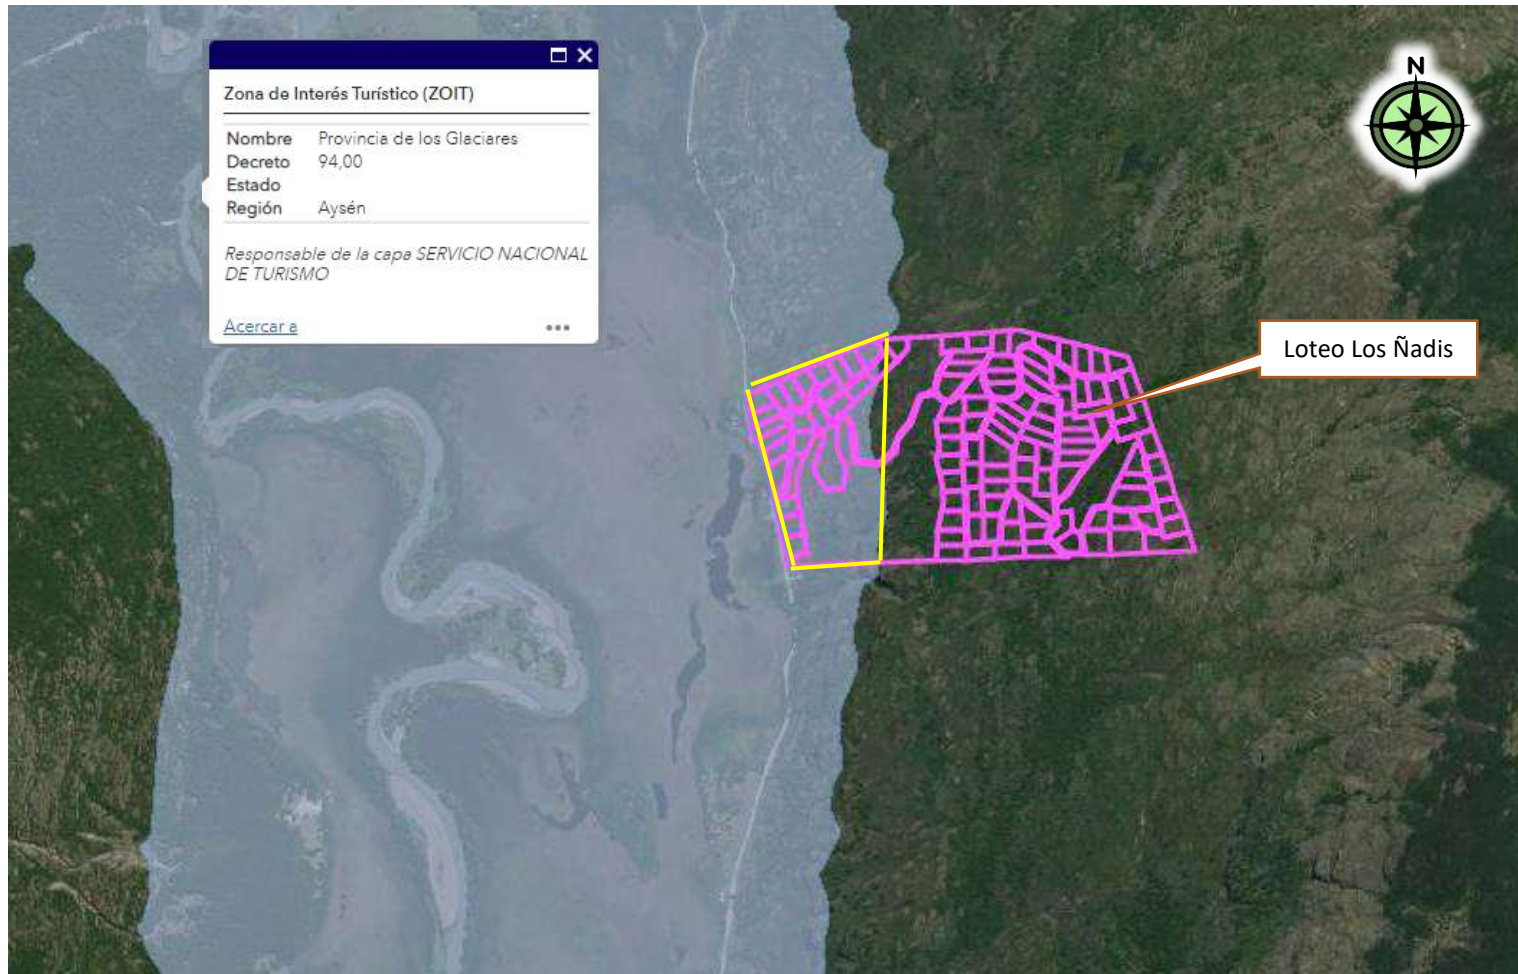 Zona de Interés Turístico (ZOIT)
Nombre Provincia de los Glaciares
Decreto 94,00
Estado
Región Aysén
Responsable de la capa SERVICIO NACIONAL
DE TURISMO
Acercar a
N
Loteo Los Ñadis